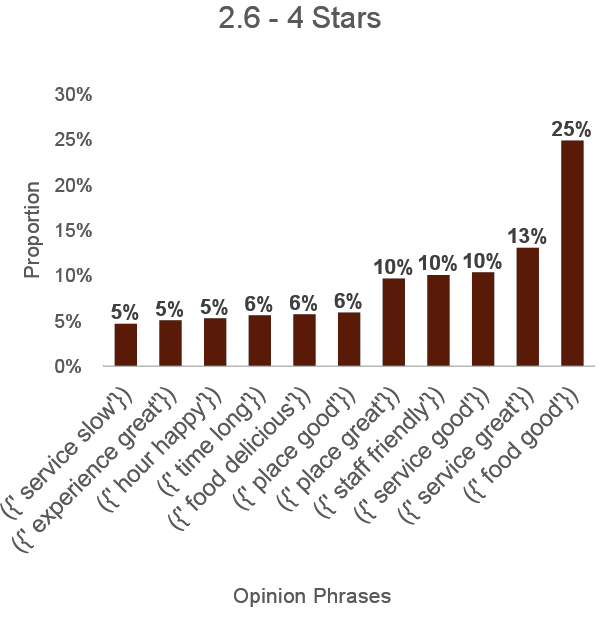 2.6 - 4 Stars
30%
25%
20%
15%
10%
5%
0%
Proportion
5%
5%
5%
6%
6%
6%
10%
10%
10%
13%
25%
({' service slow'})
({' experience great'})
({' hour happy'})
({' time long'})
({' food delicious'})
({' place good'})
({' place great'})
({' staff friendly'})
({' service good'})
({' service great'})
({' food good'})
Opinion Phrases